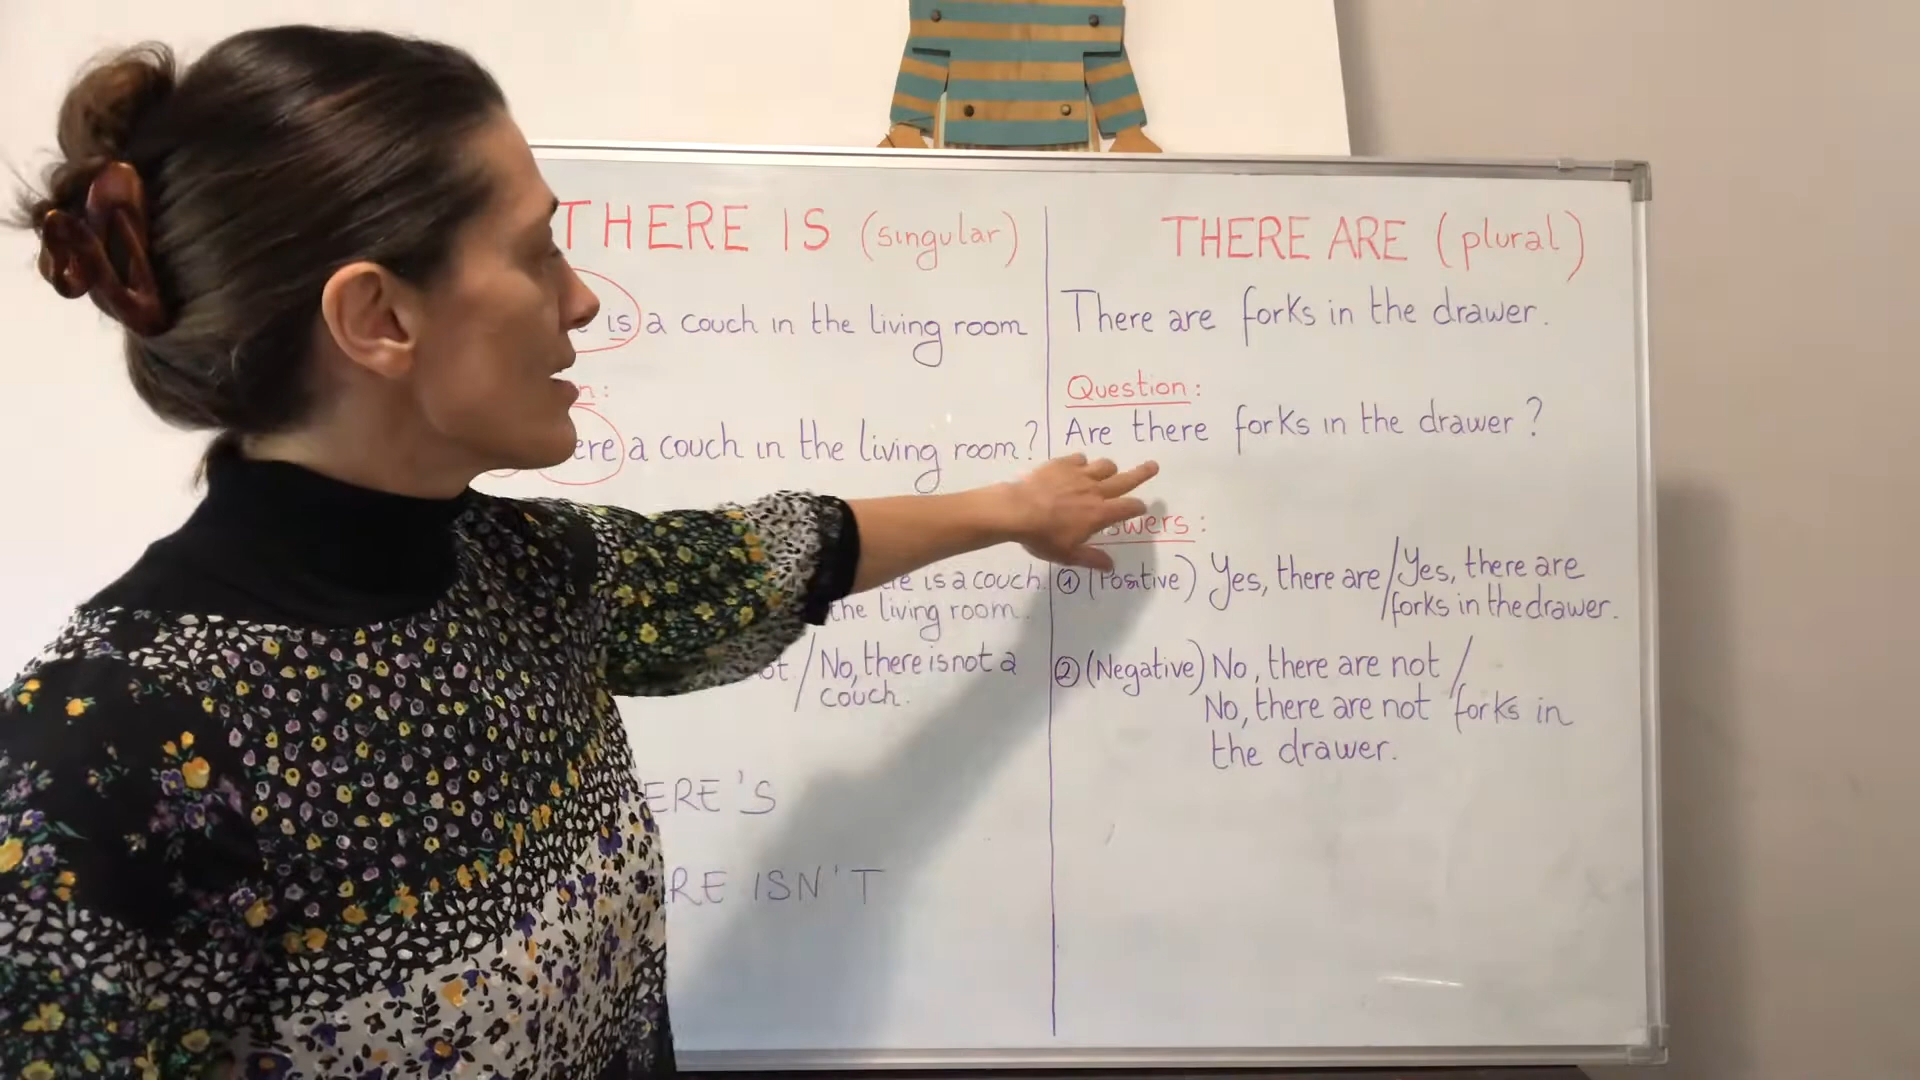 THERE IS (singular)
is a couch in the living room
a couch in the living room?
is a couch
the living room.
No, there is not a
couch.
ISN'T
THERE ARE (plural)
There are forks in the drawer.
Question:
Are there forks in the drawer?
① (Positive) Yes, there are / Yes, there are
forks in the drawer.
② (Negative) No, there are not /
No, there are not forks in
the drawer.